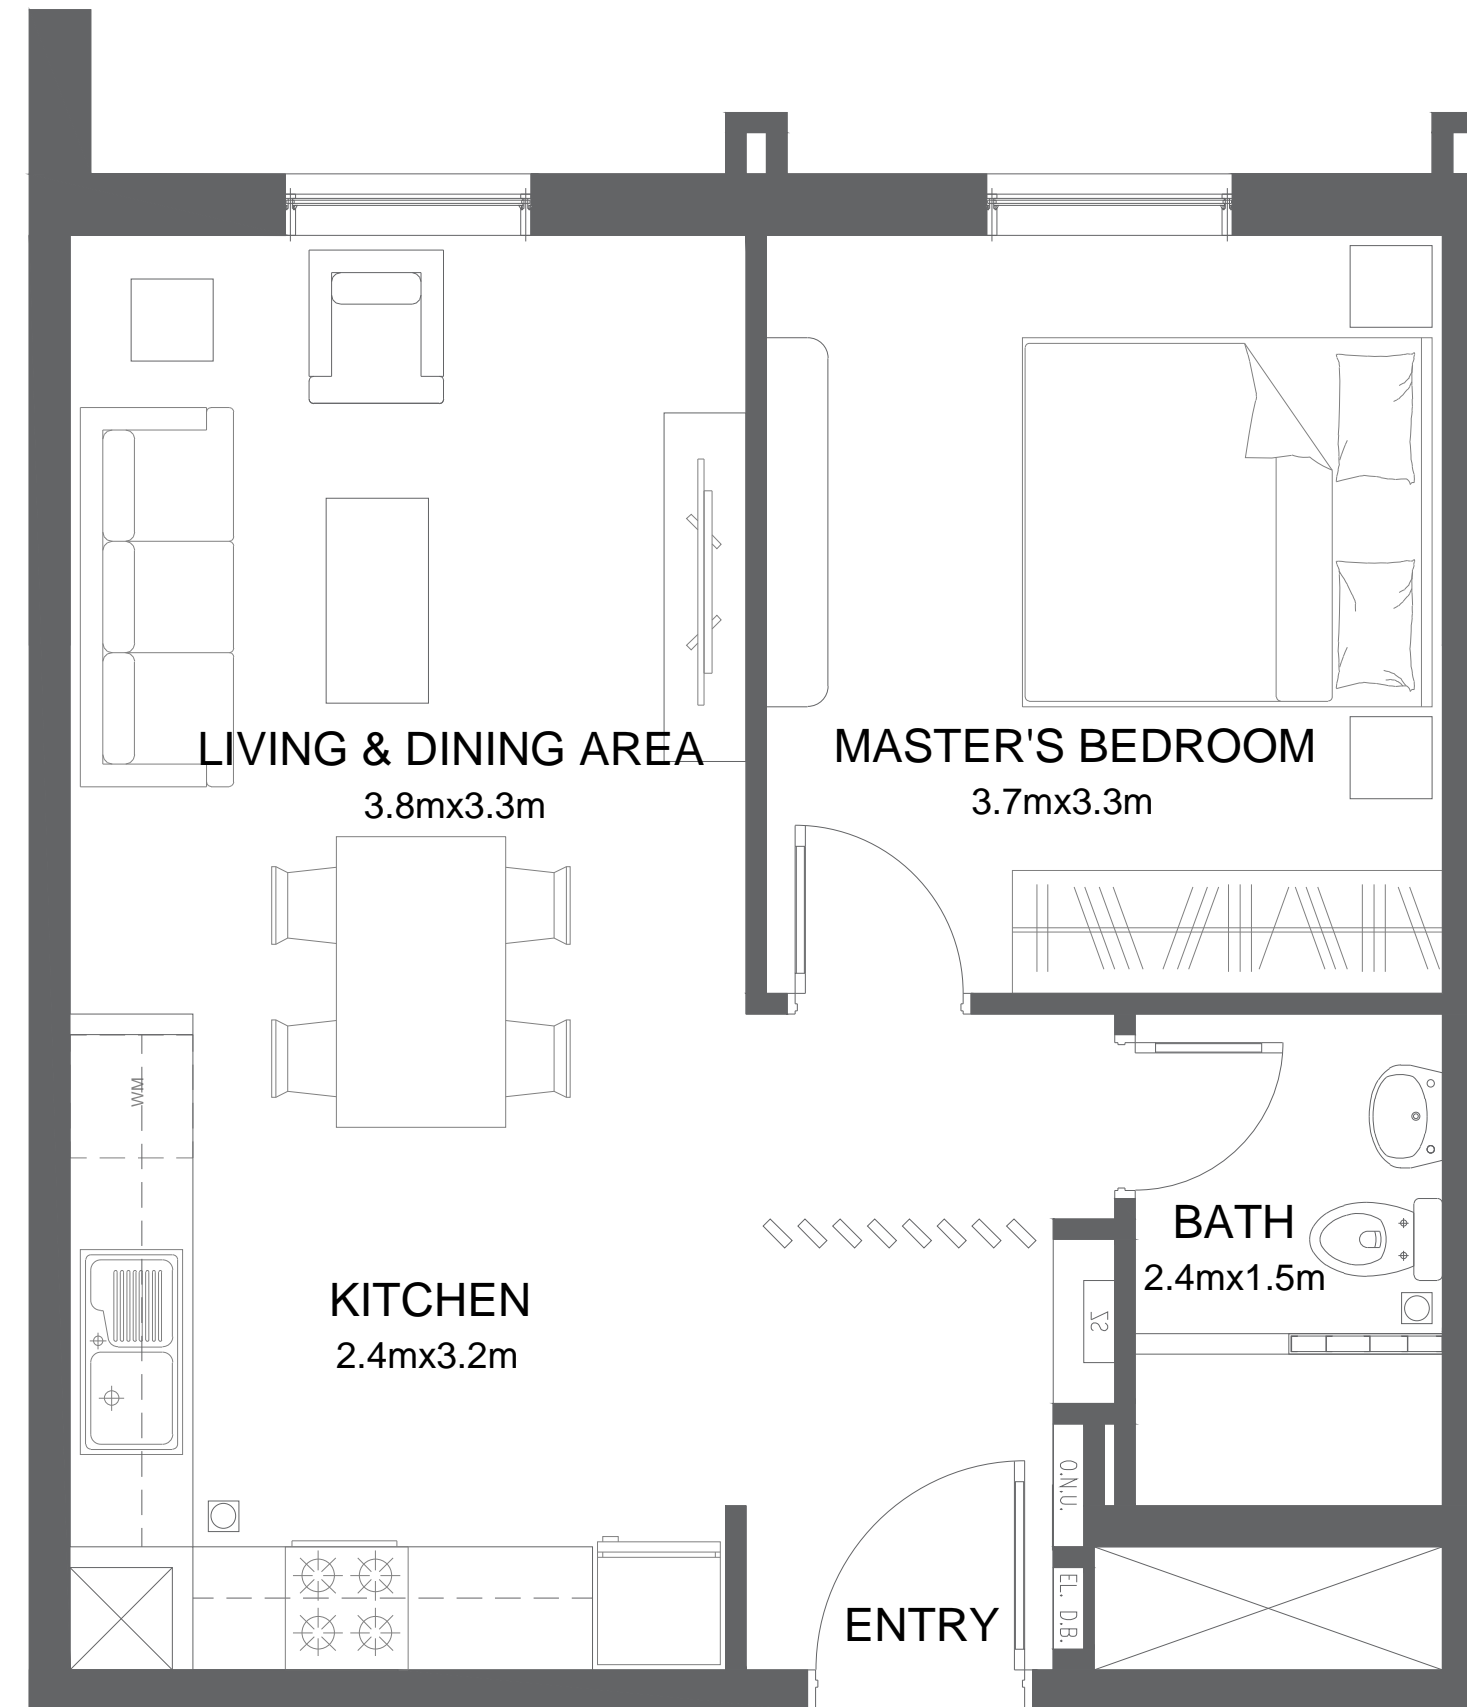 LIVING & DINING AREA
3.8mx3.3m
MASTER'S BEDROOM
3.7mx3.3m
WM
BATH
2.4mx1.5m
KITCHEN
2.4mx3.2m
O.N.U.
EL. D.B.
ENTRY